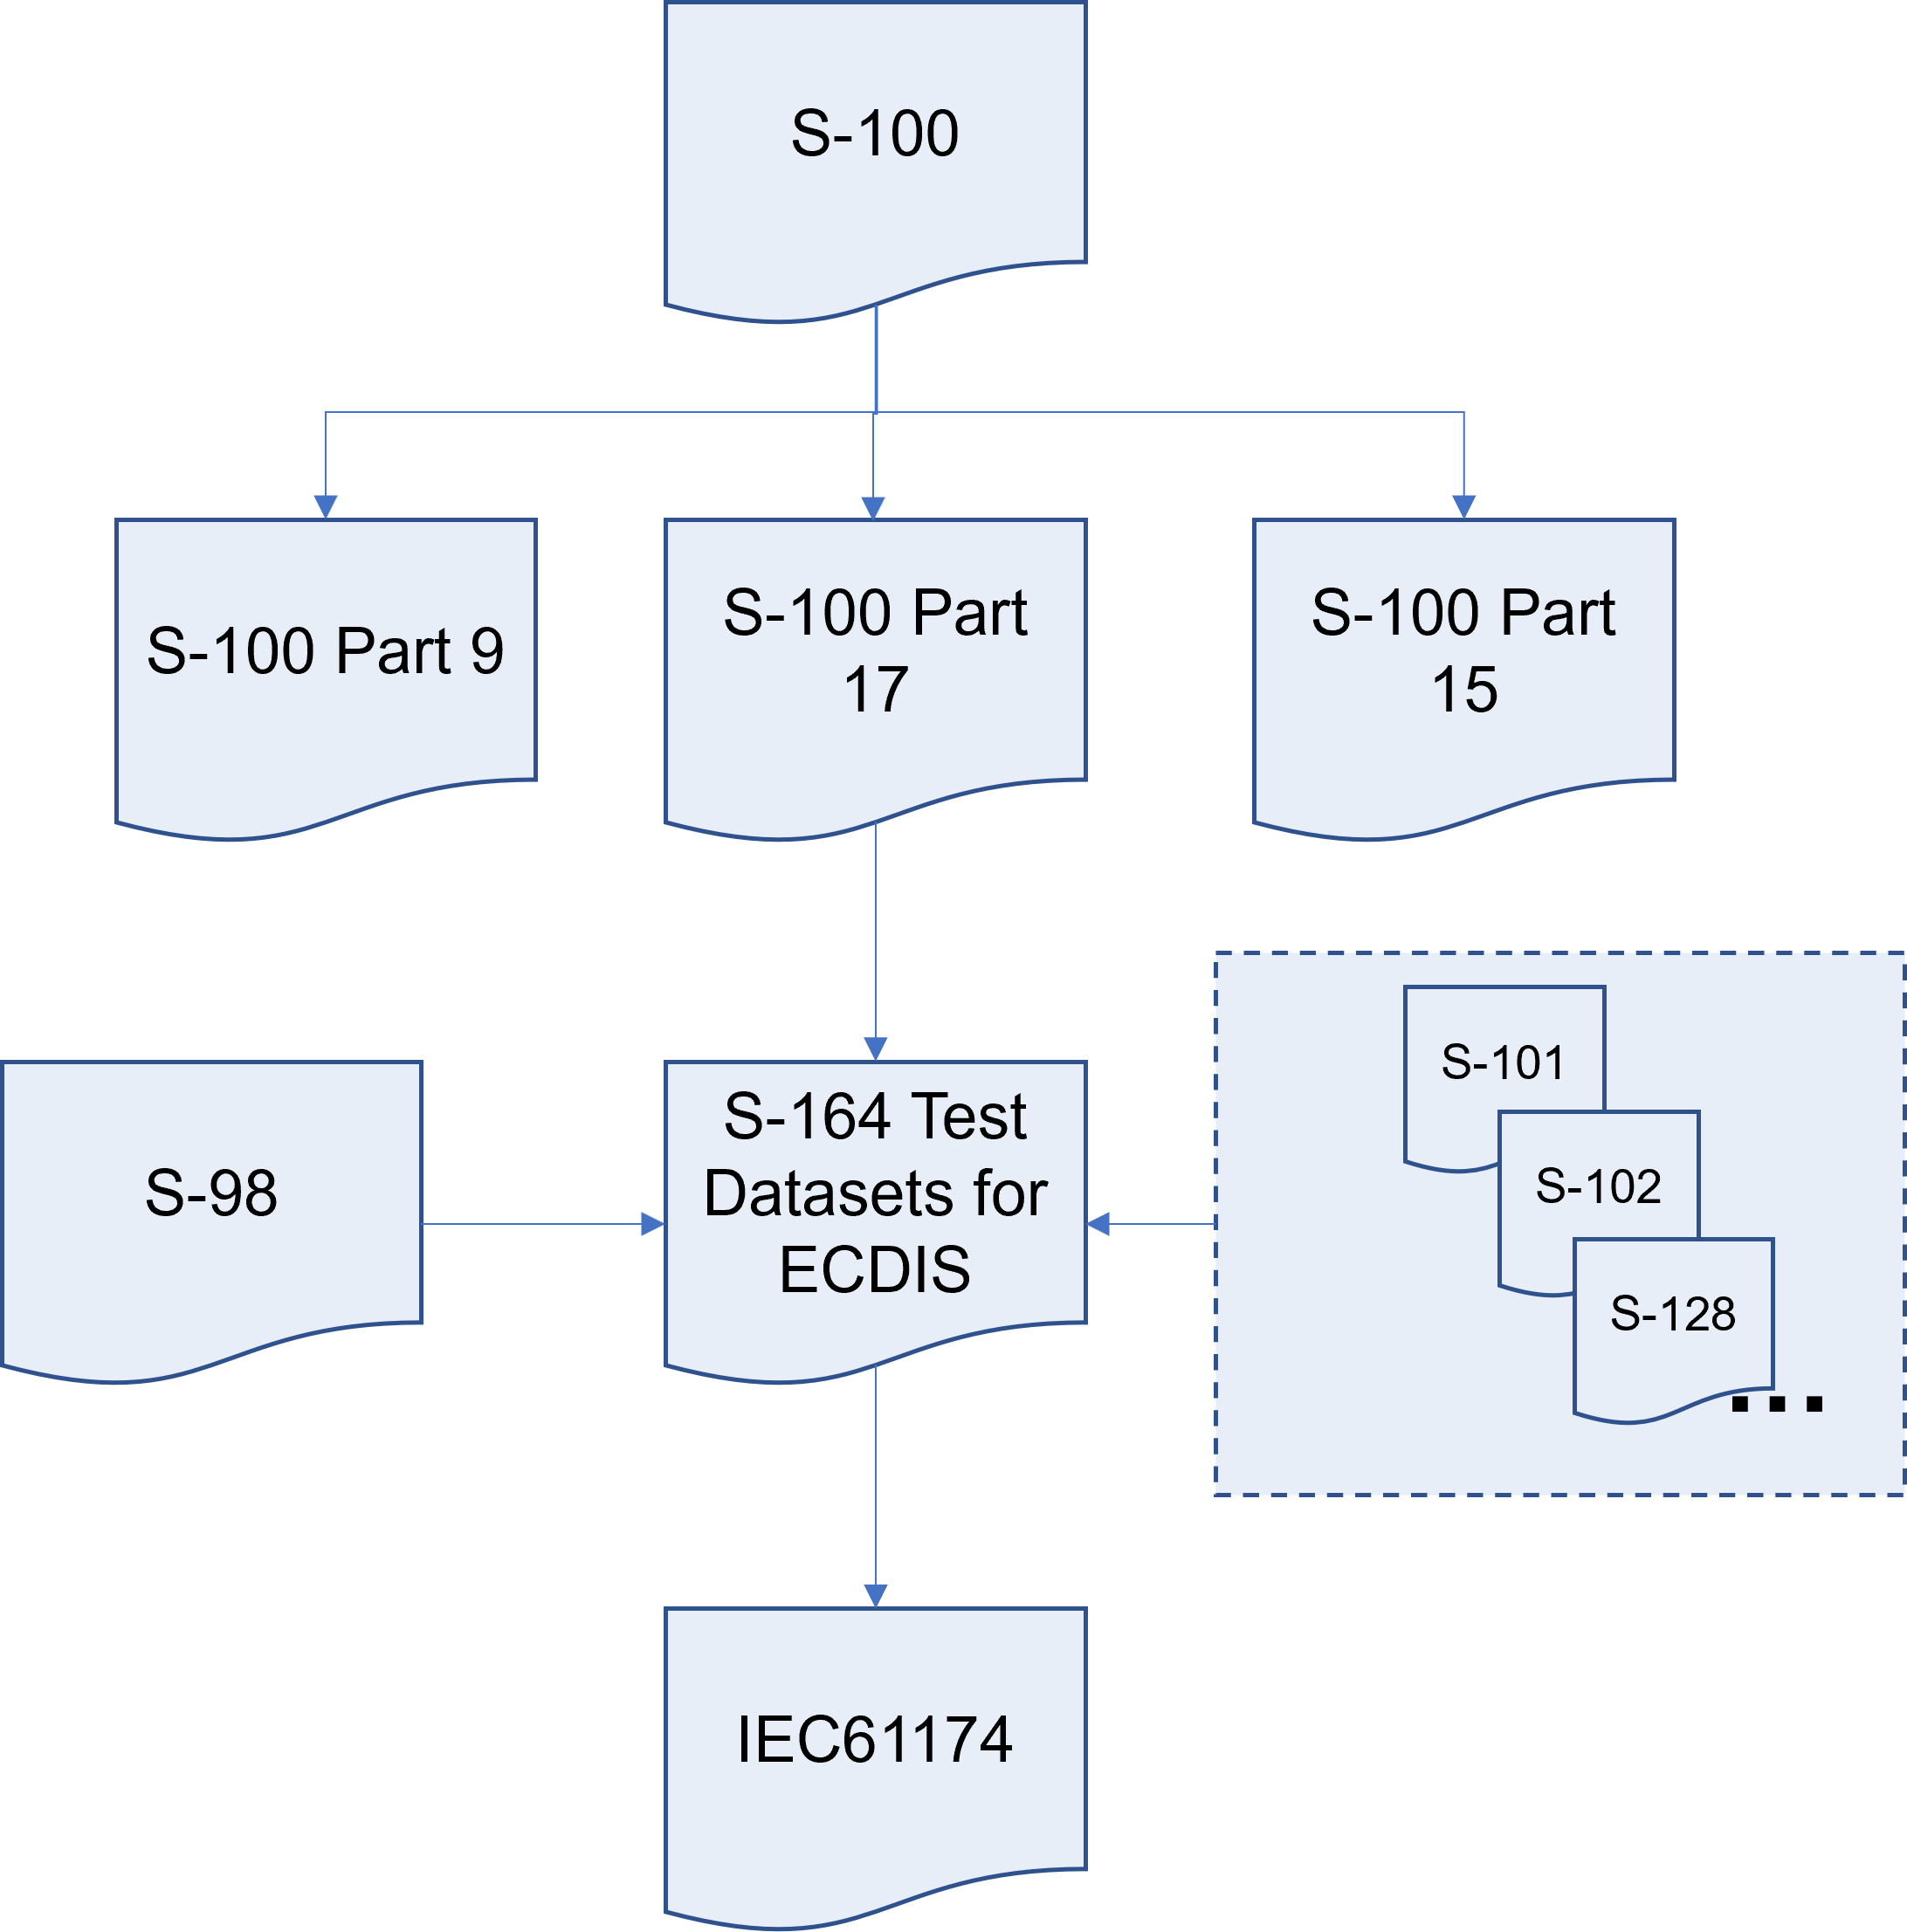 S-100
S-100 Part 9
S-100 Part
17
S-100 Part
15
S-98
S-164 Test
Datasets for
ECDIS
S-101
S-102
S-128
...
IEC61174